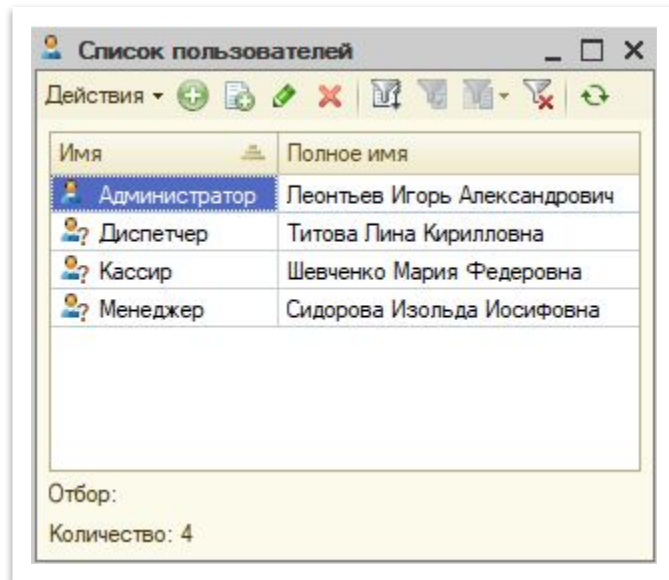 Список пользователей
Действия
Имя Полное имя
Администратор Леонтьев Игорь Александрович
Диспетчер Титова Лина Кирилловна
Кассир Шевченко Мария Федеровна
Менеджер Сидорова Изольда Иосифовна
Отбор:
Количество: 4